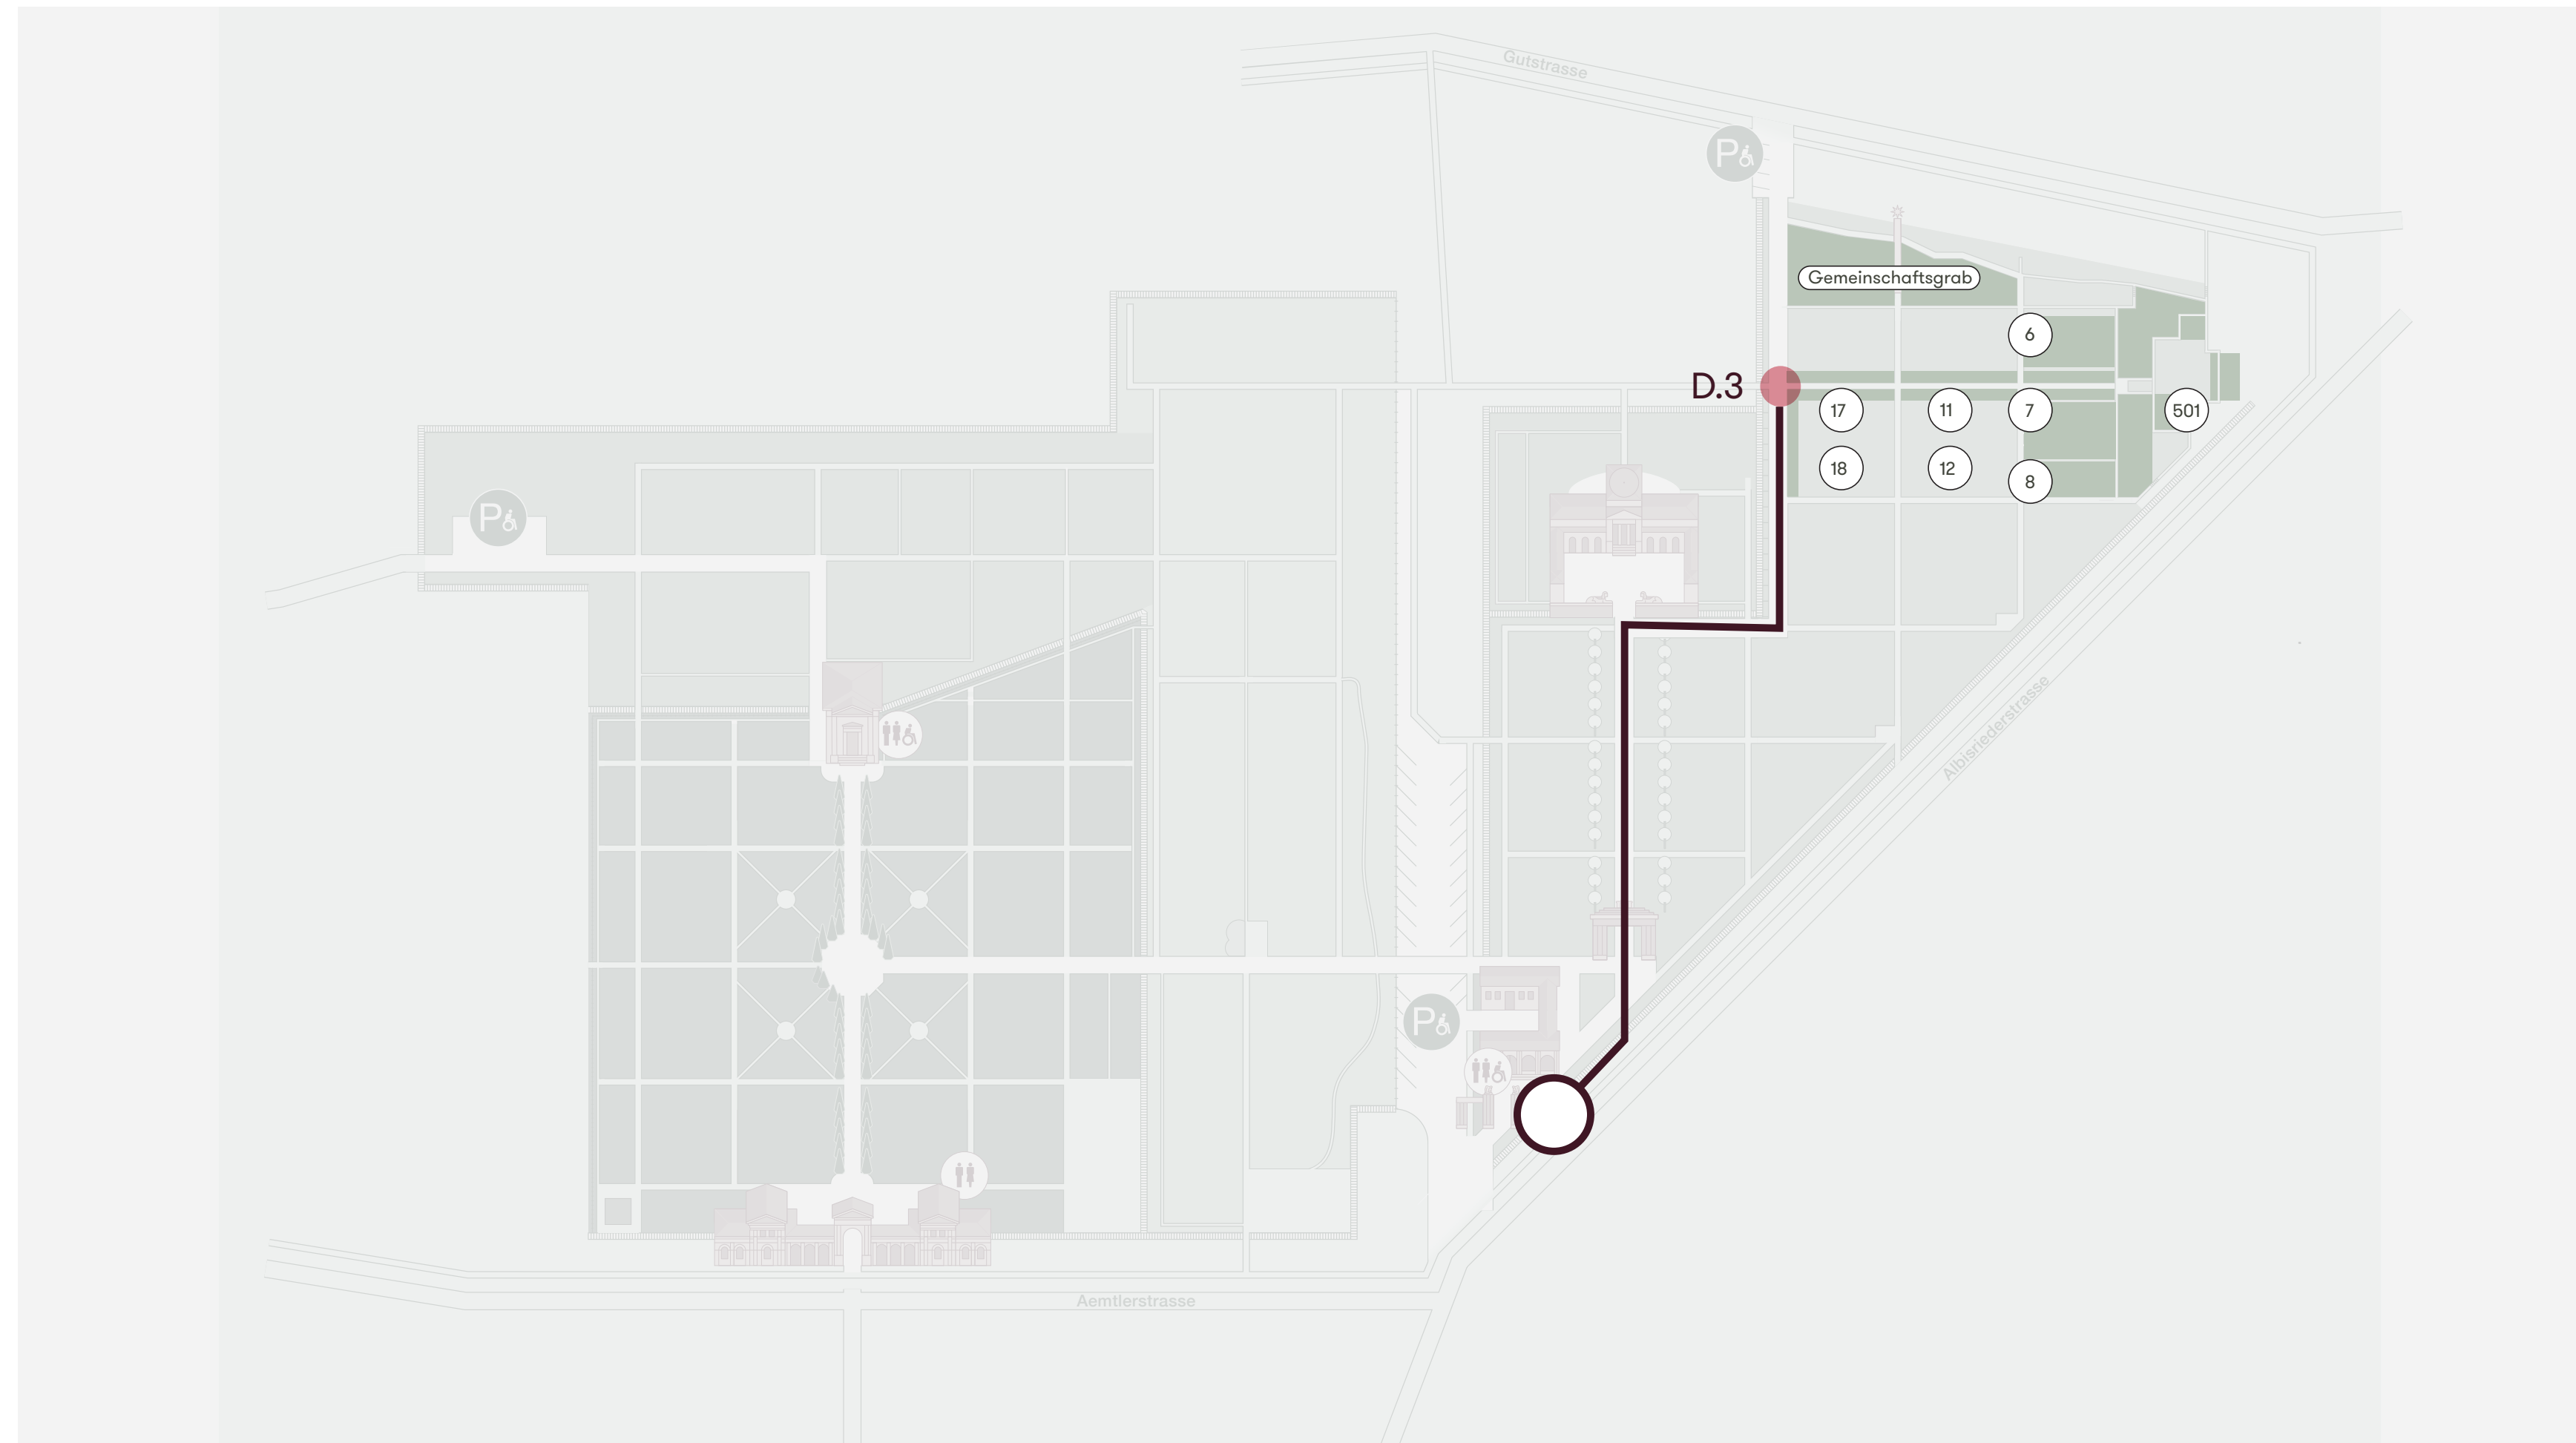 Gutstrasse
P
Gemeinschaftsgrab
6
D.3
17
11
7
501
18
12
8
P
Albisriederstrasse
P
Aemtlerstrasse